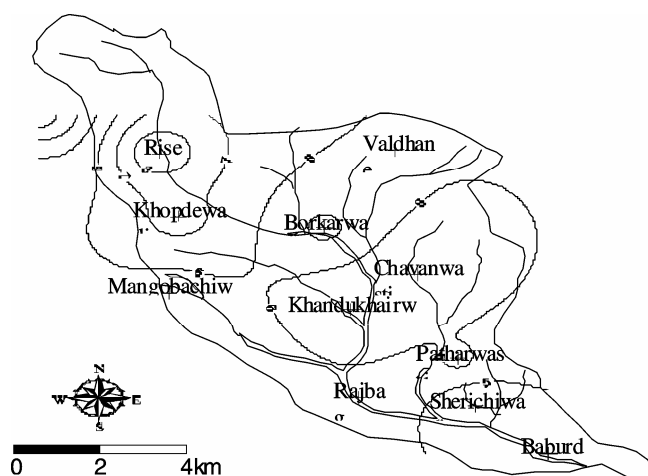 Rise
Valdhan
Khopdewa
Borkarwa
Chavanwa
Mangobachiw
Khandukhairw
Patharwas
Rajba
Sherichiwa
Baburd
N
W E
S
0 2 4km